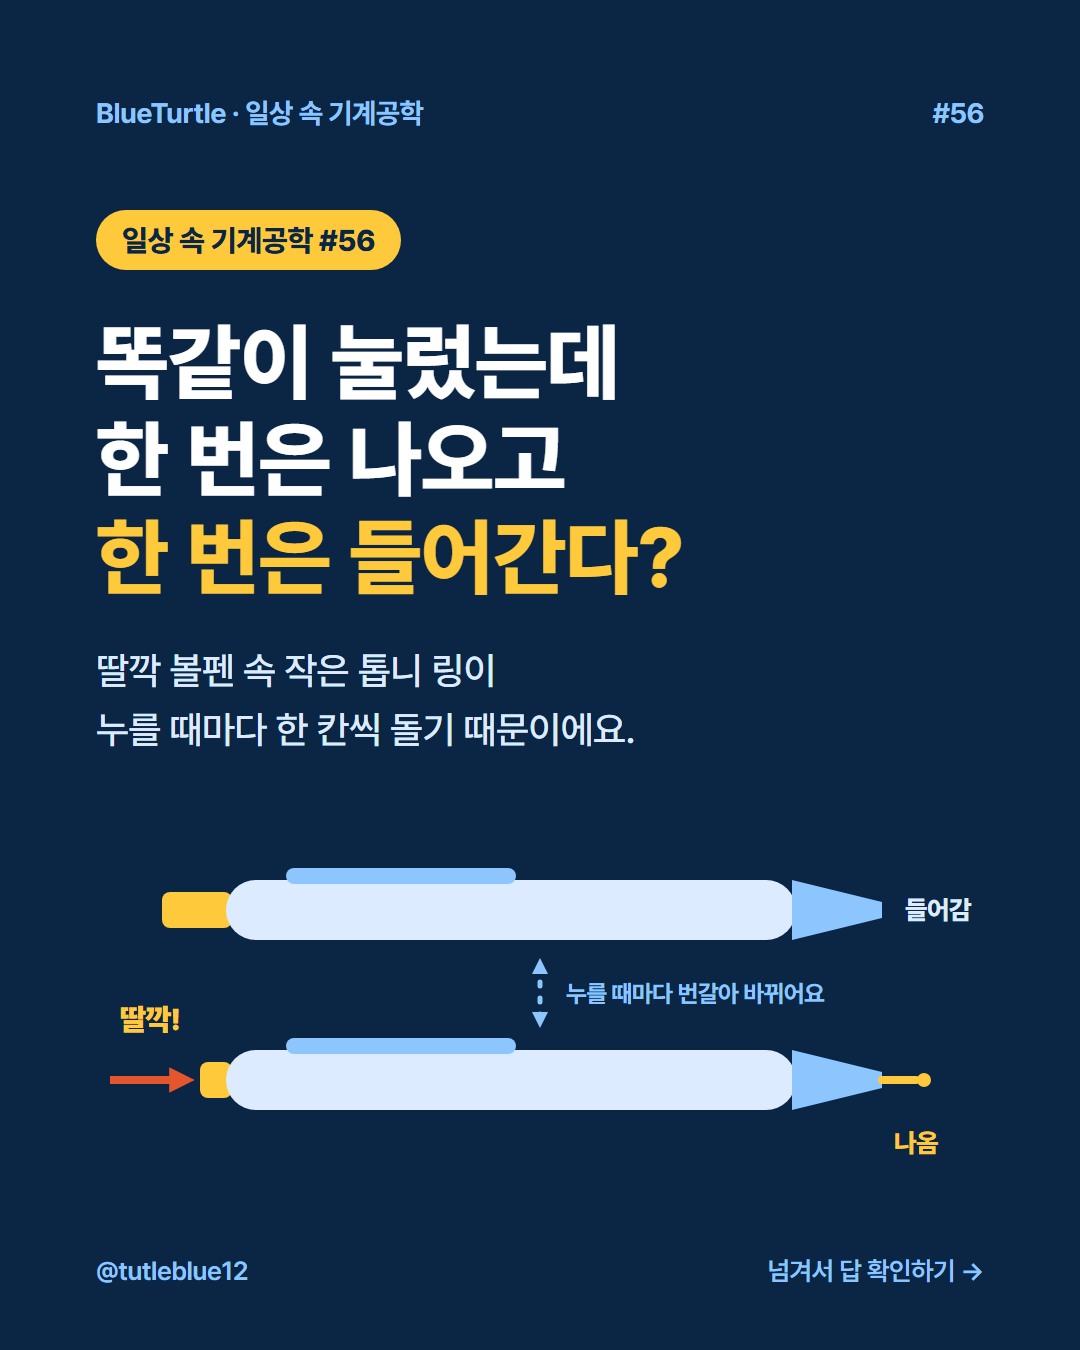 BlueTurtle · 일상 속 기계공학
#56
일상 속 기계공학 #56
똑같이 눌렀는데
한 번은 나오고
한 번은 들어간다?
딸깍 볼펜 속 작은 톱니 링이
누를 때마다 한 칸씩 돌기 때문이에요.
들어감
누를 때마다 번갈아 바뀌어요
딸깍!
나옴
@tutleblue12
넘겨서 답 확인하기 →